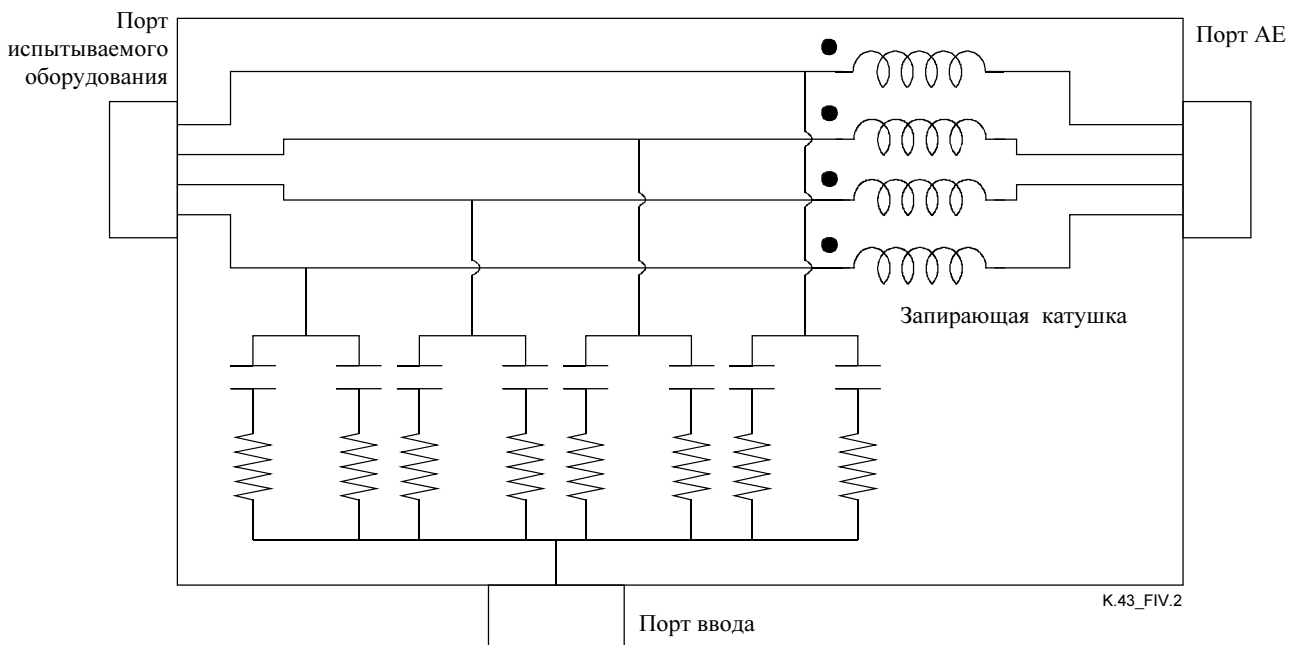 Порт
испытываемого
оборудования
Порт AE
Запирающая катушка
K.43_FIV.2
Порт ввода